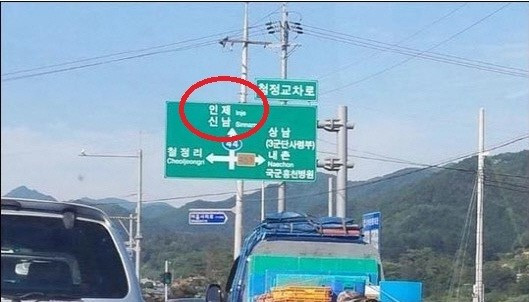 철정교차로
인제 Inje
신남 Sinnam
44
상남
(3군단사령부)
철정리
Cheoljeongri
451
내촌
Naechon
국군홍천병원